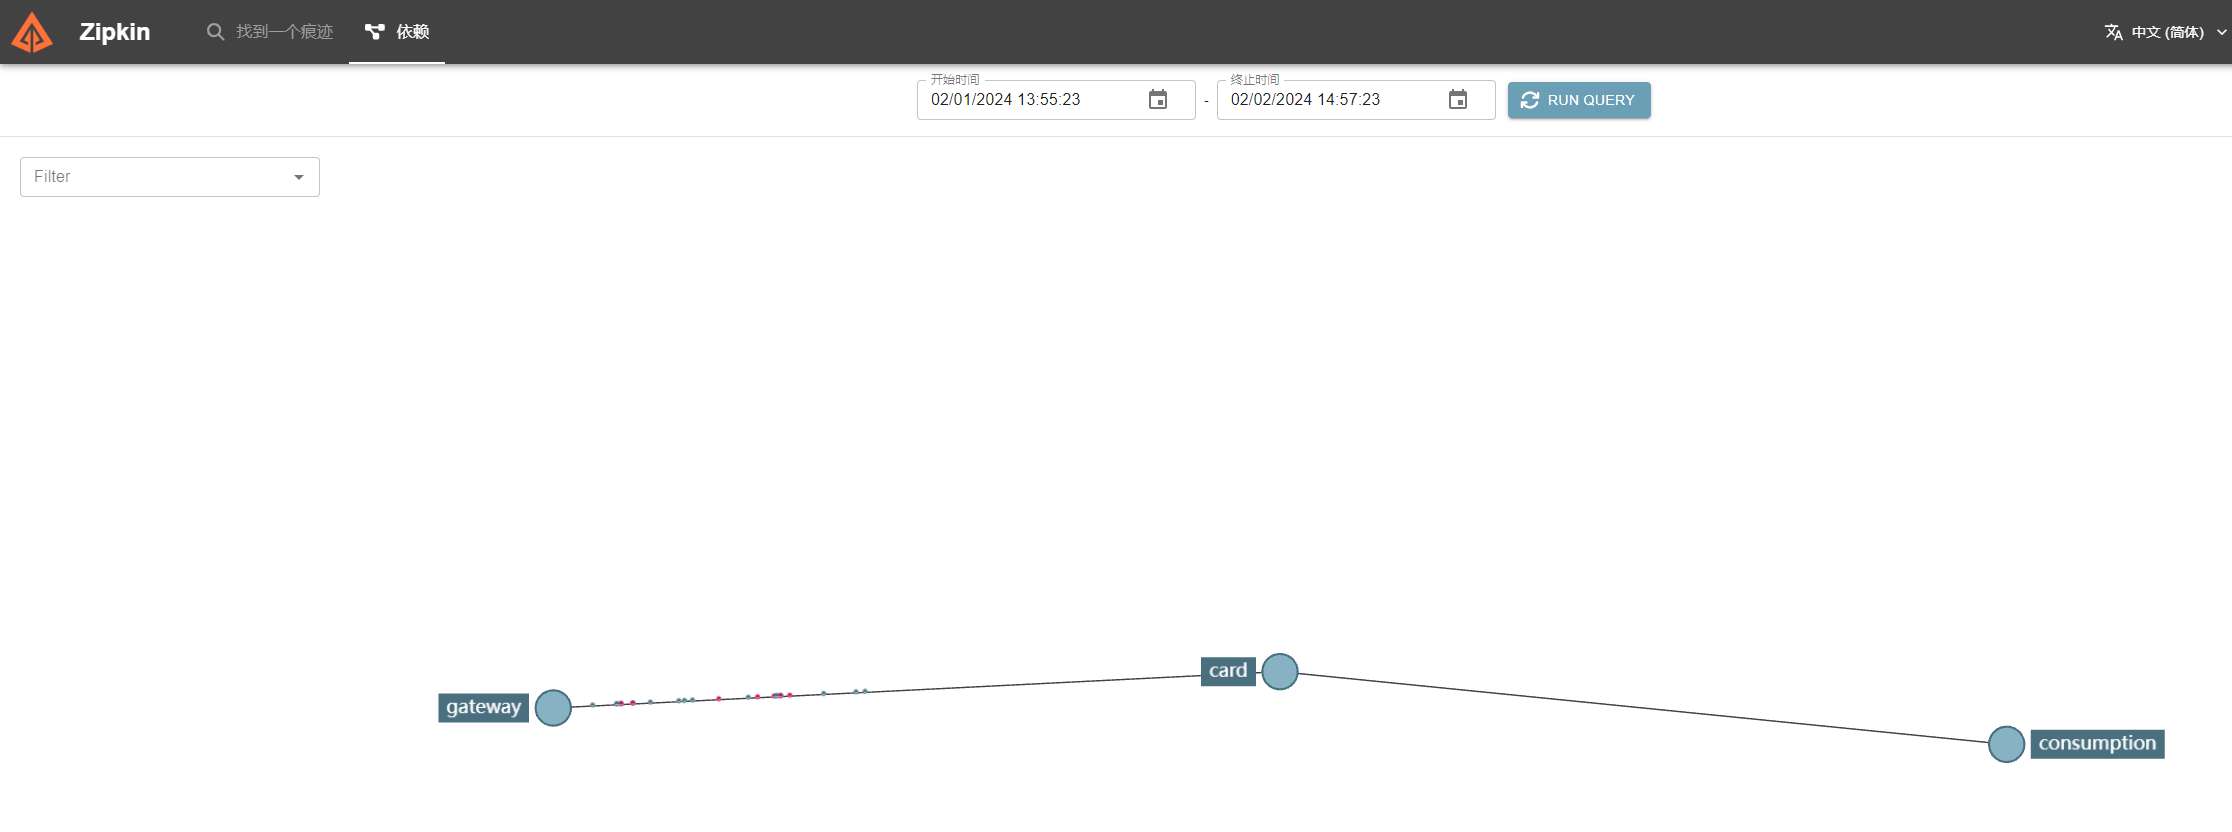 Zipkin
找到一个痕迹
依赖
中文 (简体)
开始时间
02/01/2024 13:55:23
-
终止时间
02/02/2024 14:57:23
RUN QUERY
Filter
card
gateway
consumption